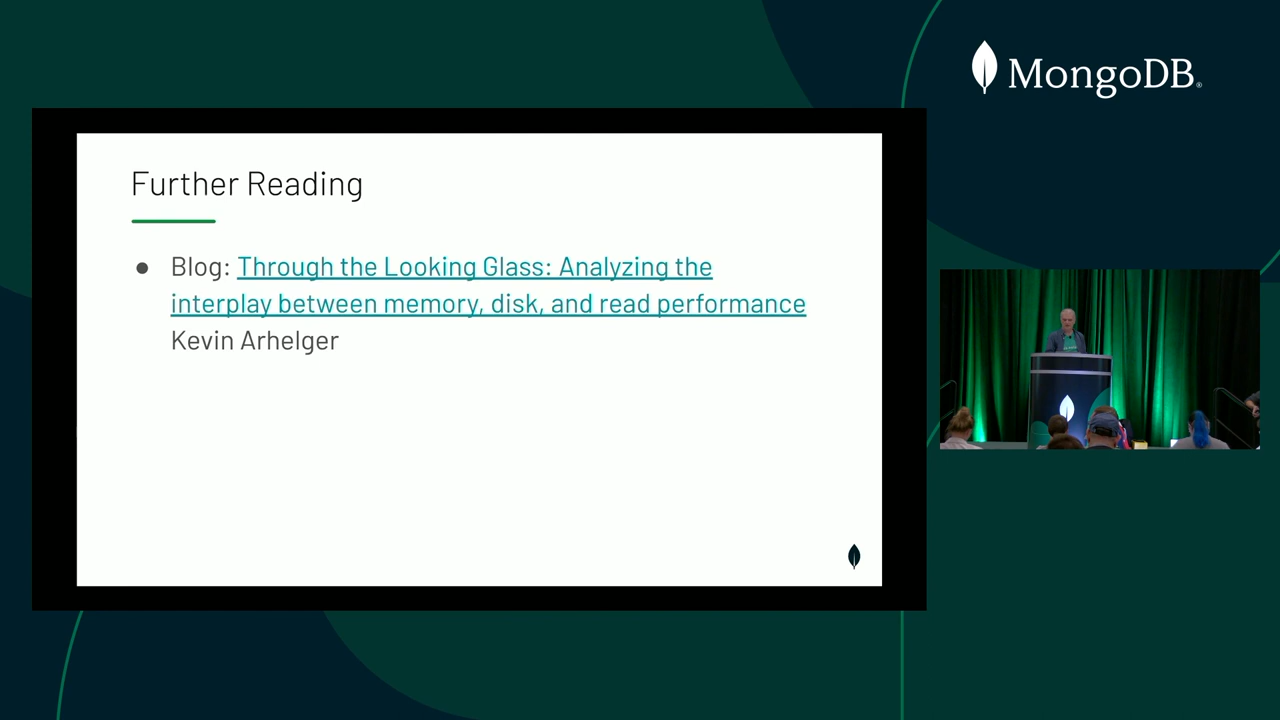 MongoDB®
Further Reading
● Blog: Through the Looking Glass: Analyzing the
interplay between memory, disk, and read performance
Kevin Arhelger